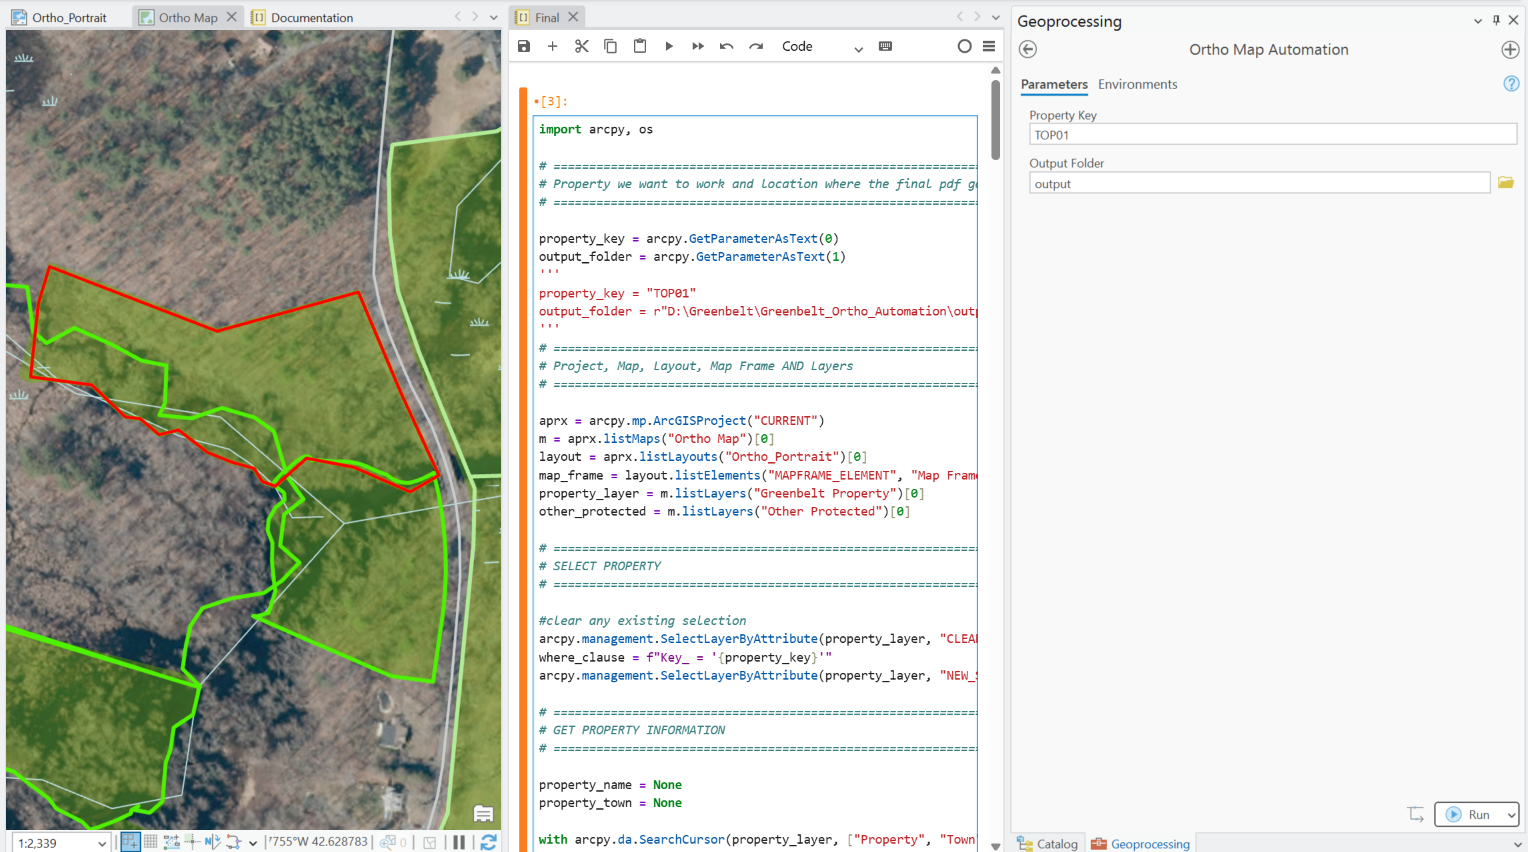 Ortho_Portrait
Ortho Map
Documentation
Final
Code
[3]:
import arcpy, os
# ============================================================
# Property we want to work and Location where the final pdf
# ============================================================
property_key = arcpy.GetParameterAsText(0)
output_folder = arcpy.GetParameterAsText(1)
'''
property_key = "TOP01"
output_folder = r"D:\Greenbelt\Greenbelt_Ortho_Automation\outp
'''
# ============================================================
# Project, Map, Layout, Map Frame AND Layers
# ============================================================
aprx = arcpy.mp.ArcGISProject("CURRENT")
m = aprx.listMaps("Ortho Map")[0]
layout = aprx.listLayouts("Ortho_Portrait")[0]
map_frame = layout.listElements("MAPFRAME_ELEMENT", "Map Frame
property_layer = m.listLayers("Greenbelt Property")[0]
other_protected = m.listLayers("Other Protected")[0]
# ============================================================
# SELECT PROPERTY
# ============================================================
#clear any existing selection
arcpy.management.SelectLayerByAttribute(property_layer, "CLEA
where_clause = f"Key_ = '{property_key}'"
arcpy.management.SelectLayerByAttribute(property_layer, "NEW_S
# ============================================================
# GET PROPERTY INFORMATION
# ============================================================
property_name = None
property_town = None
with arcpy.da.SearchCursor(property_layer, ["Property", "Town
1:2,339
755°W 42.628783
0
Geoprocessing
Ortho Map Automation
Parameters
Environments
Property Key
TOP01
Output Folder
output
Run
Catalog
Geoprocessing